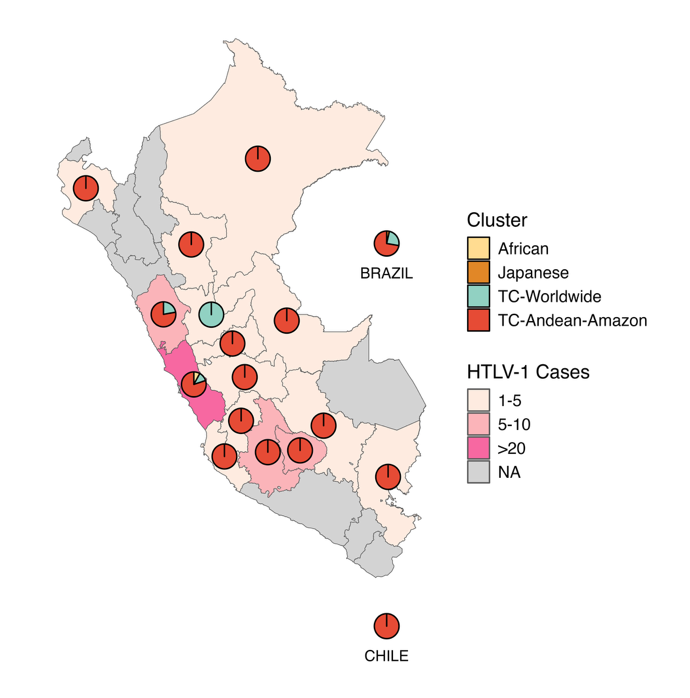 Cluster
African
Japanese
TC-Worldwide
TC-Andean-Amazon
HTLV-1 Cases
1-5
5-10
>20
NA
BRAZIL
CHILE